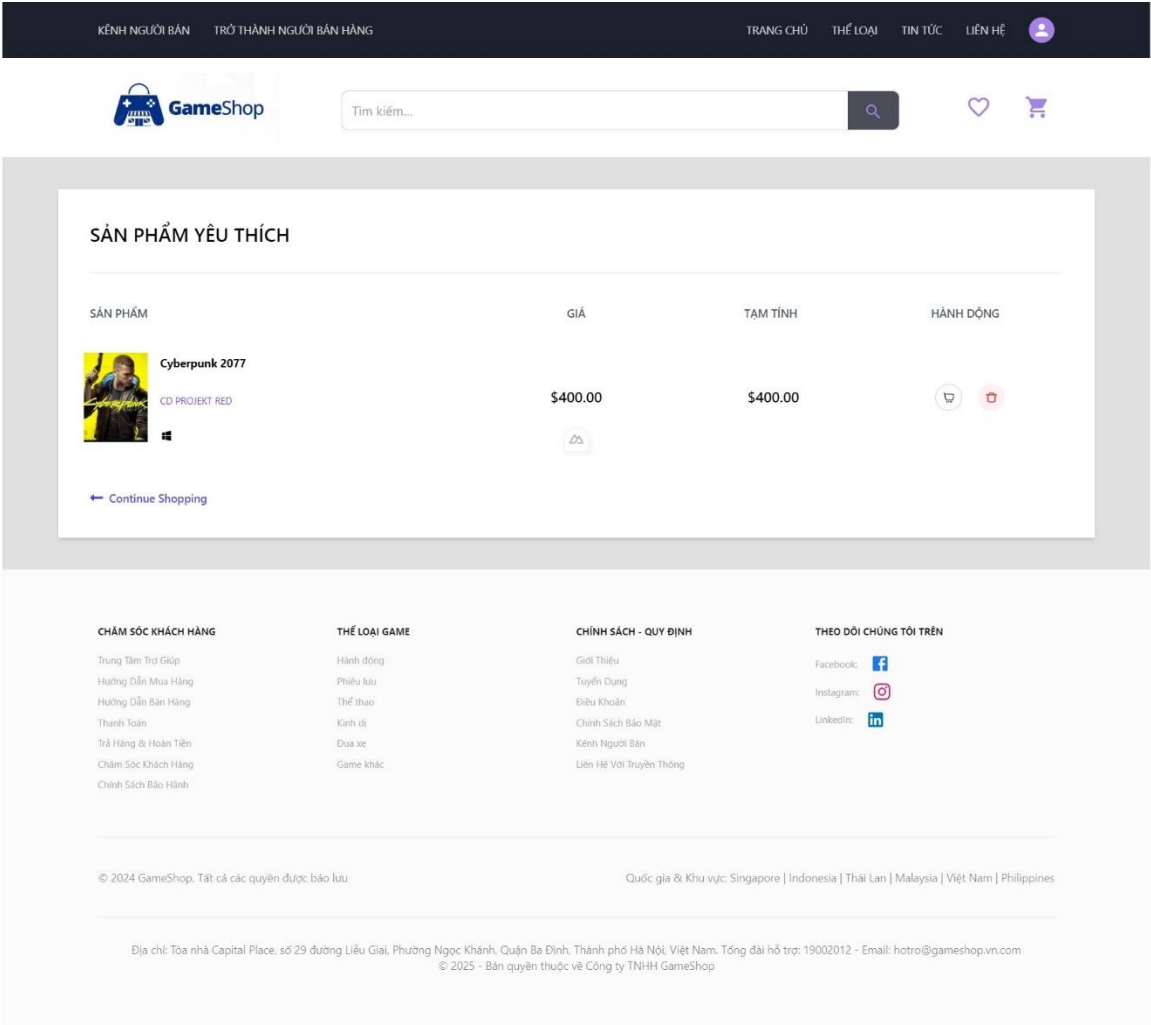 KÊNH NGƯỜI BÁN TRỞ THÀNH NGƯỜI BÁN HÀNG TRANG CHỦ THỂ LOẠI TIN TỨC LIÊN HỆ
GameShop Tìm kiếm...
SẢN PHẨM YÊU THÍCH
SẢN PHẨM GIÁ TẠM TÍNH HÀNH DỘNG
Cyberpunk 2077
Cyberpunk CD PROJEKT RED $400.00 $400.00
Continue Shopping
CHĂM SÓC KHÁCH HÀNG THỂ LOẠI GAME CHÍNH SÁCH - QUY ĐỊNH THEO DÕI CHÚNG TÔI TRÊN
Trung Tâm Trợ Giúp Hành động Giới Thiệu Facebook:
Hướng Dẫn Mua Hàng Phiêu lưu Tuyển Dụng Instagram:
Hướng Dẫn Bán Hàng Thể thao Điều Khoản LinkedIn: in
Thanh Toán Kinh dị Chính Sách Bảo Mật
Trả Hàng & Hoàn Tiền Đua xe Kênh Người Bán
Chăm Sóc Khách Hàng Game khác Liên Hệ Với Truyền Thông
Chính Sách Bảo Hành
© 2024 GameShop. Tất cả các quyền được bảo lưu Quốc gia & Khu vực: Singapore | Indonesia | Thái Lan | Malaysia | Việt Nam | Philippines
Địa chỉ: Tòa nhà Capital Place, số 29 đường Liễu Giai, Phường Ngọc Khánh, Quận Ba Đình, Thành phố Hà Nội, Việt Nam. Tổng đài hỗ trợ: 19002012 - Email: hotro@gameshop.vn.com
© 2025 - Bản quyền thuộc về Công ty TNHH GameShop